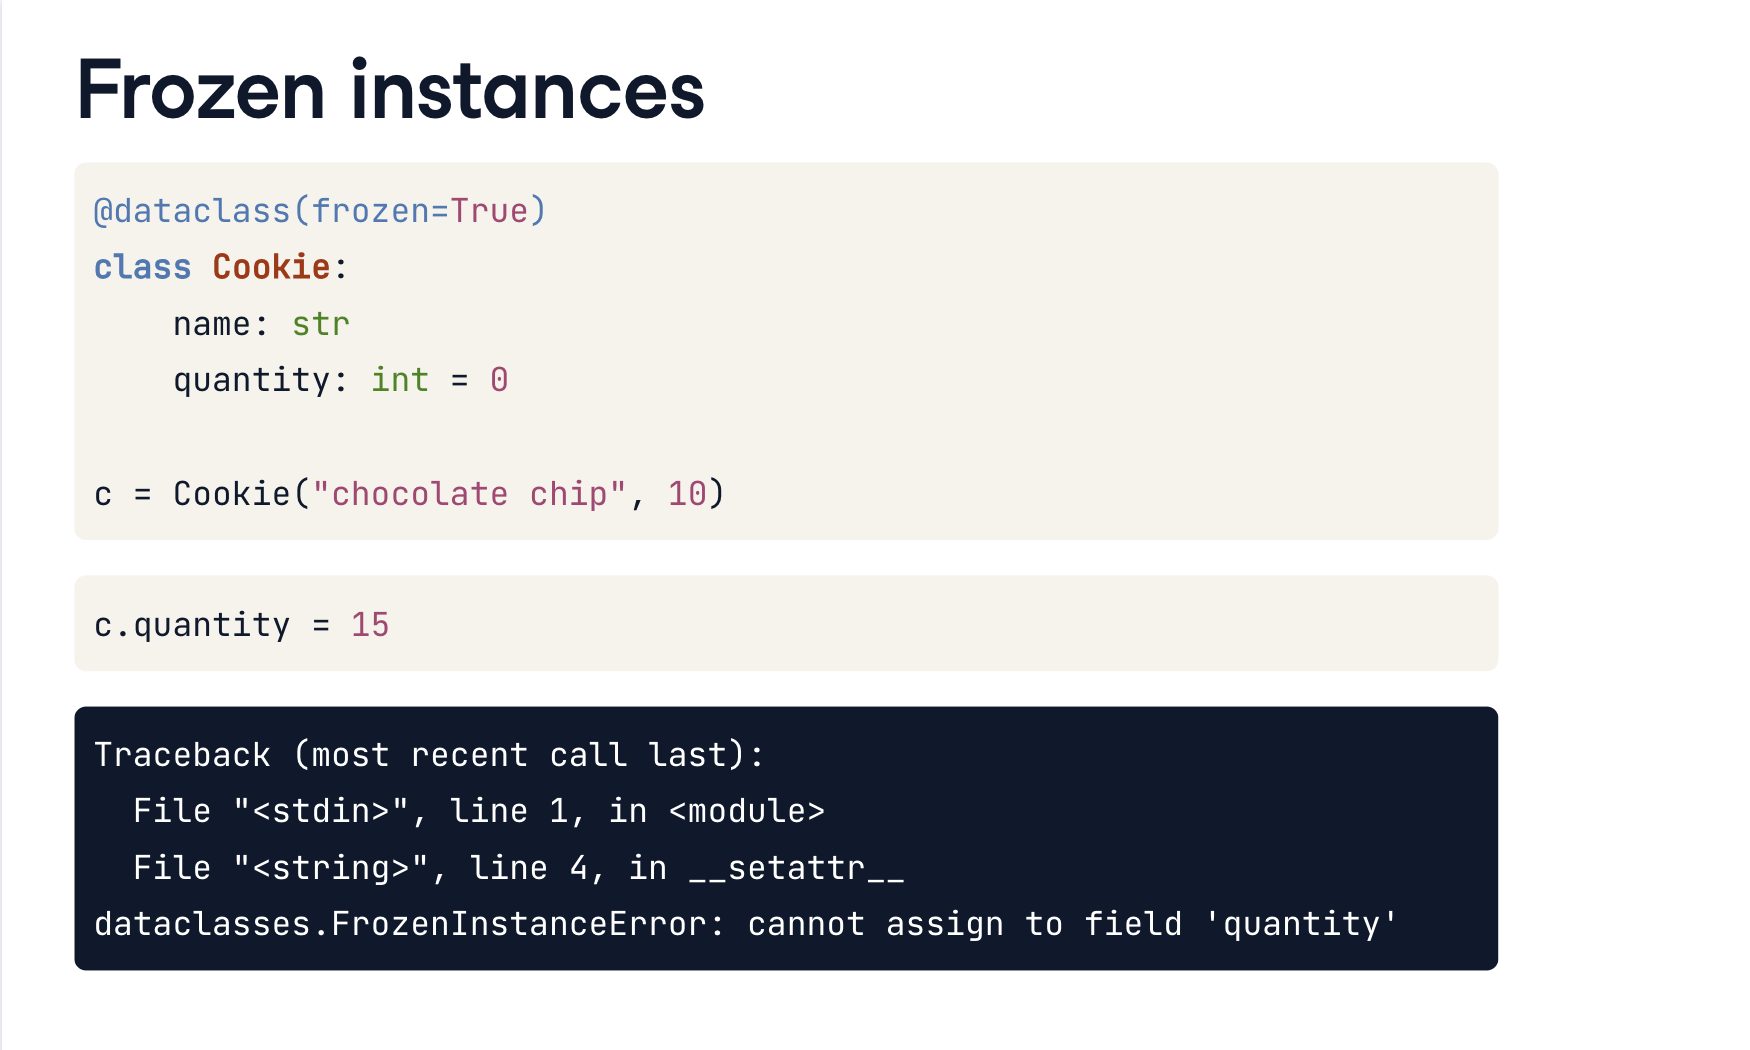 Frozen instances
@dataclass(frozen=True)
class Cookie:
    name: str
    quantity: int = 0

c = Cookie("chocolate chip", 10)
c.quantity = 15
Traceback (most recent call last):
  File "<stdin>", line 1, in <module>
  File "<string>", line 4, in __setattr__
dataclasses.FrozenInstanceError: cannot assign to field 'quantity'